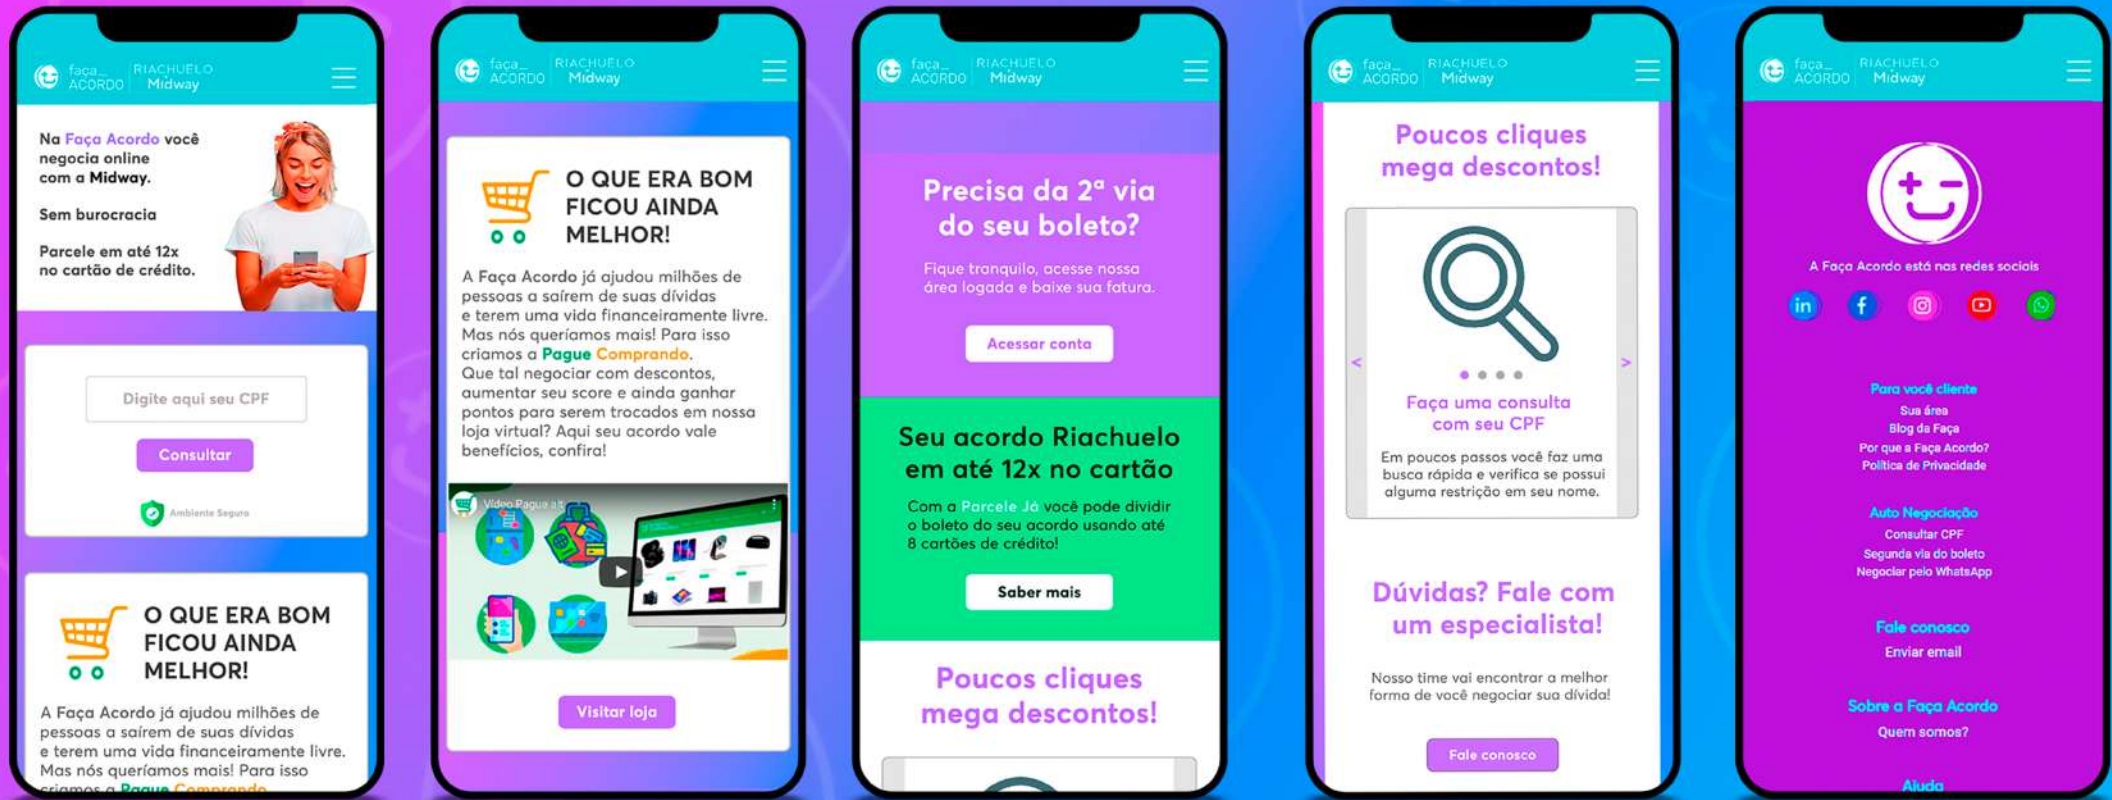 faça_
ACORDO
RIACHUELO
Midway
Na Faça Acordo você
negocia online
com a Midway.
Sem burocracia
Parcele em até 12x
no cartão de crédito.
Digite aqui seu CPF
Consultar
Ambiente Seguro
O QUE ERA BOM
FICOU AINDA
MELHOR!
A Faça Acordo já ajudou milhões de
pessoas a saírem de suas dívidas
e terem uma vida financeiramente livre.
Mas nós queríamos mais! Para isso
criamos a Pague Comprando
faça_
ACORDO
RIACHUELO
Midway
O QUE ERA BOM
FICOU AINDA
MELHOR!
A Faça Acordo já ajudou milhões de
pessoas a saírem de suas dívidas
e terem uma vida financeiramente livre.
Mas nós queríamos mais! Para isso
criamos a Pague Comprando.
Que tal negociar com descontos,
aumentar seu score e ainda ganhar
pontos para serem trocados em nossa
loja virtual? Aqui seu acordo vale
benefícios, confira!
Vídeo Pague alt
Visitar loja
faça_
ACORDO
RIACHUELO
Midway
Precisa da 2ª via
do seu boleto?
Fique tranquilo, acesse nossa
área logada e baixe sua fatura.
Acessar conta
Seu acordo Riachuelo
em até 12x no cartão
Com a Parcele Já você pode dividir
o boleto do seu acordo usando até
8 cartões de crédito!
Saber mais
Poucos cliques
mega descontos!
faça_
ACORDO
RIACHUELO
Midway
Poucos cliques
mega descontos!
< >
Faça uma consulta
com seu CPF
Em poucos passos você faz uma
busca rápida e verifica se possui
alguma restrição em seu nome.
Dúvidas? Fale com
um especialista!
Nosso time vai encontrar a melhor
forma de você negociar sua dívida!
Fale conosco
faça_
ACORDO
RIACHUELO
Midway
A Faça Acordo está nas redes sociais
Para você cliente
Sua área
Blog da Faça
Por que a Faça Acordo?
Política de Privacidade
Auto Negociação
Consultar CPF
Segunda via do boleto
Negociar pelo WhatsApp
Fale conosco
Enviar email
Sobre a Faça Acordo
Quem somos?
Ajuda